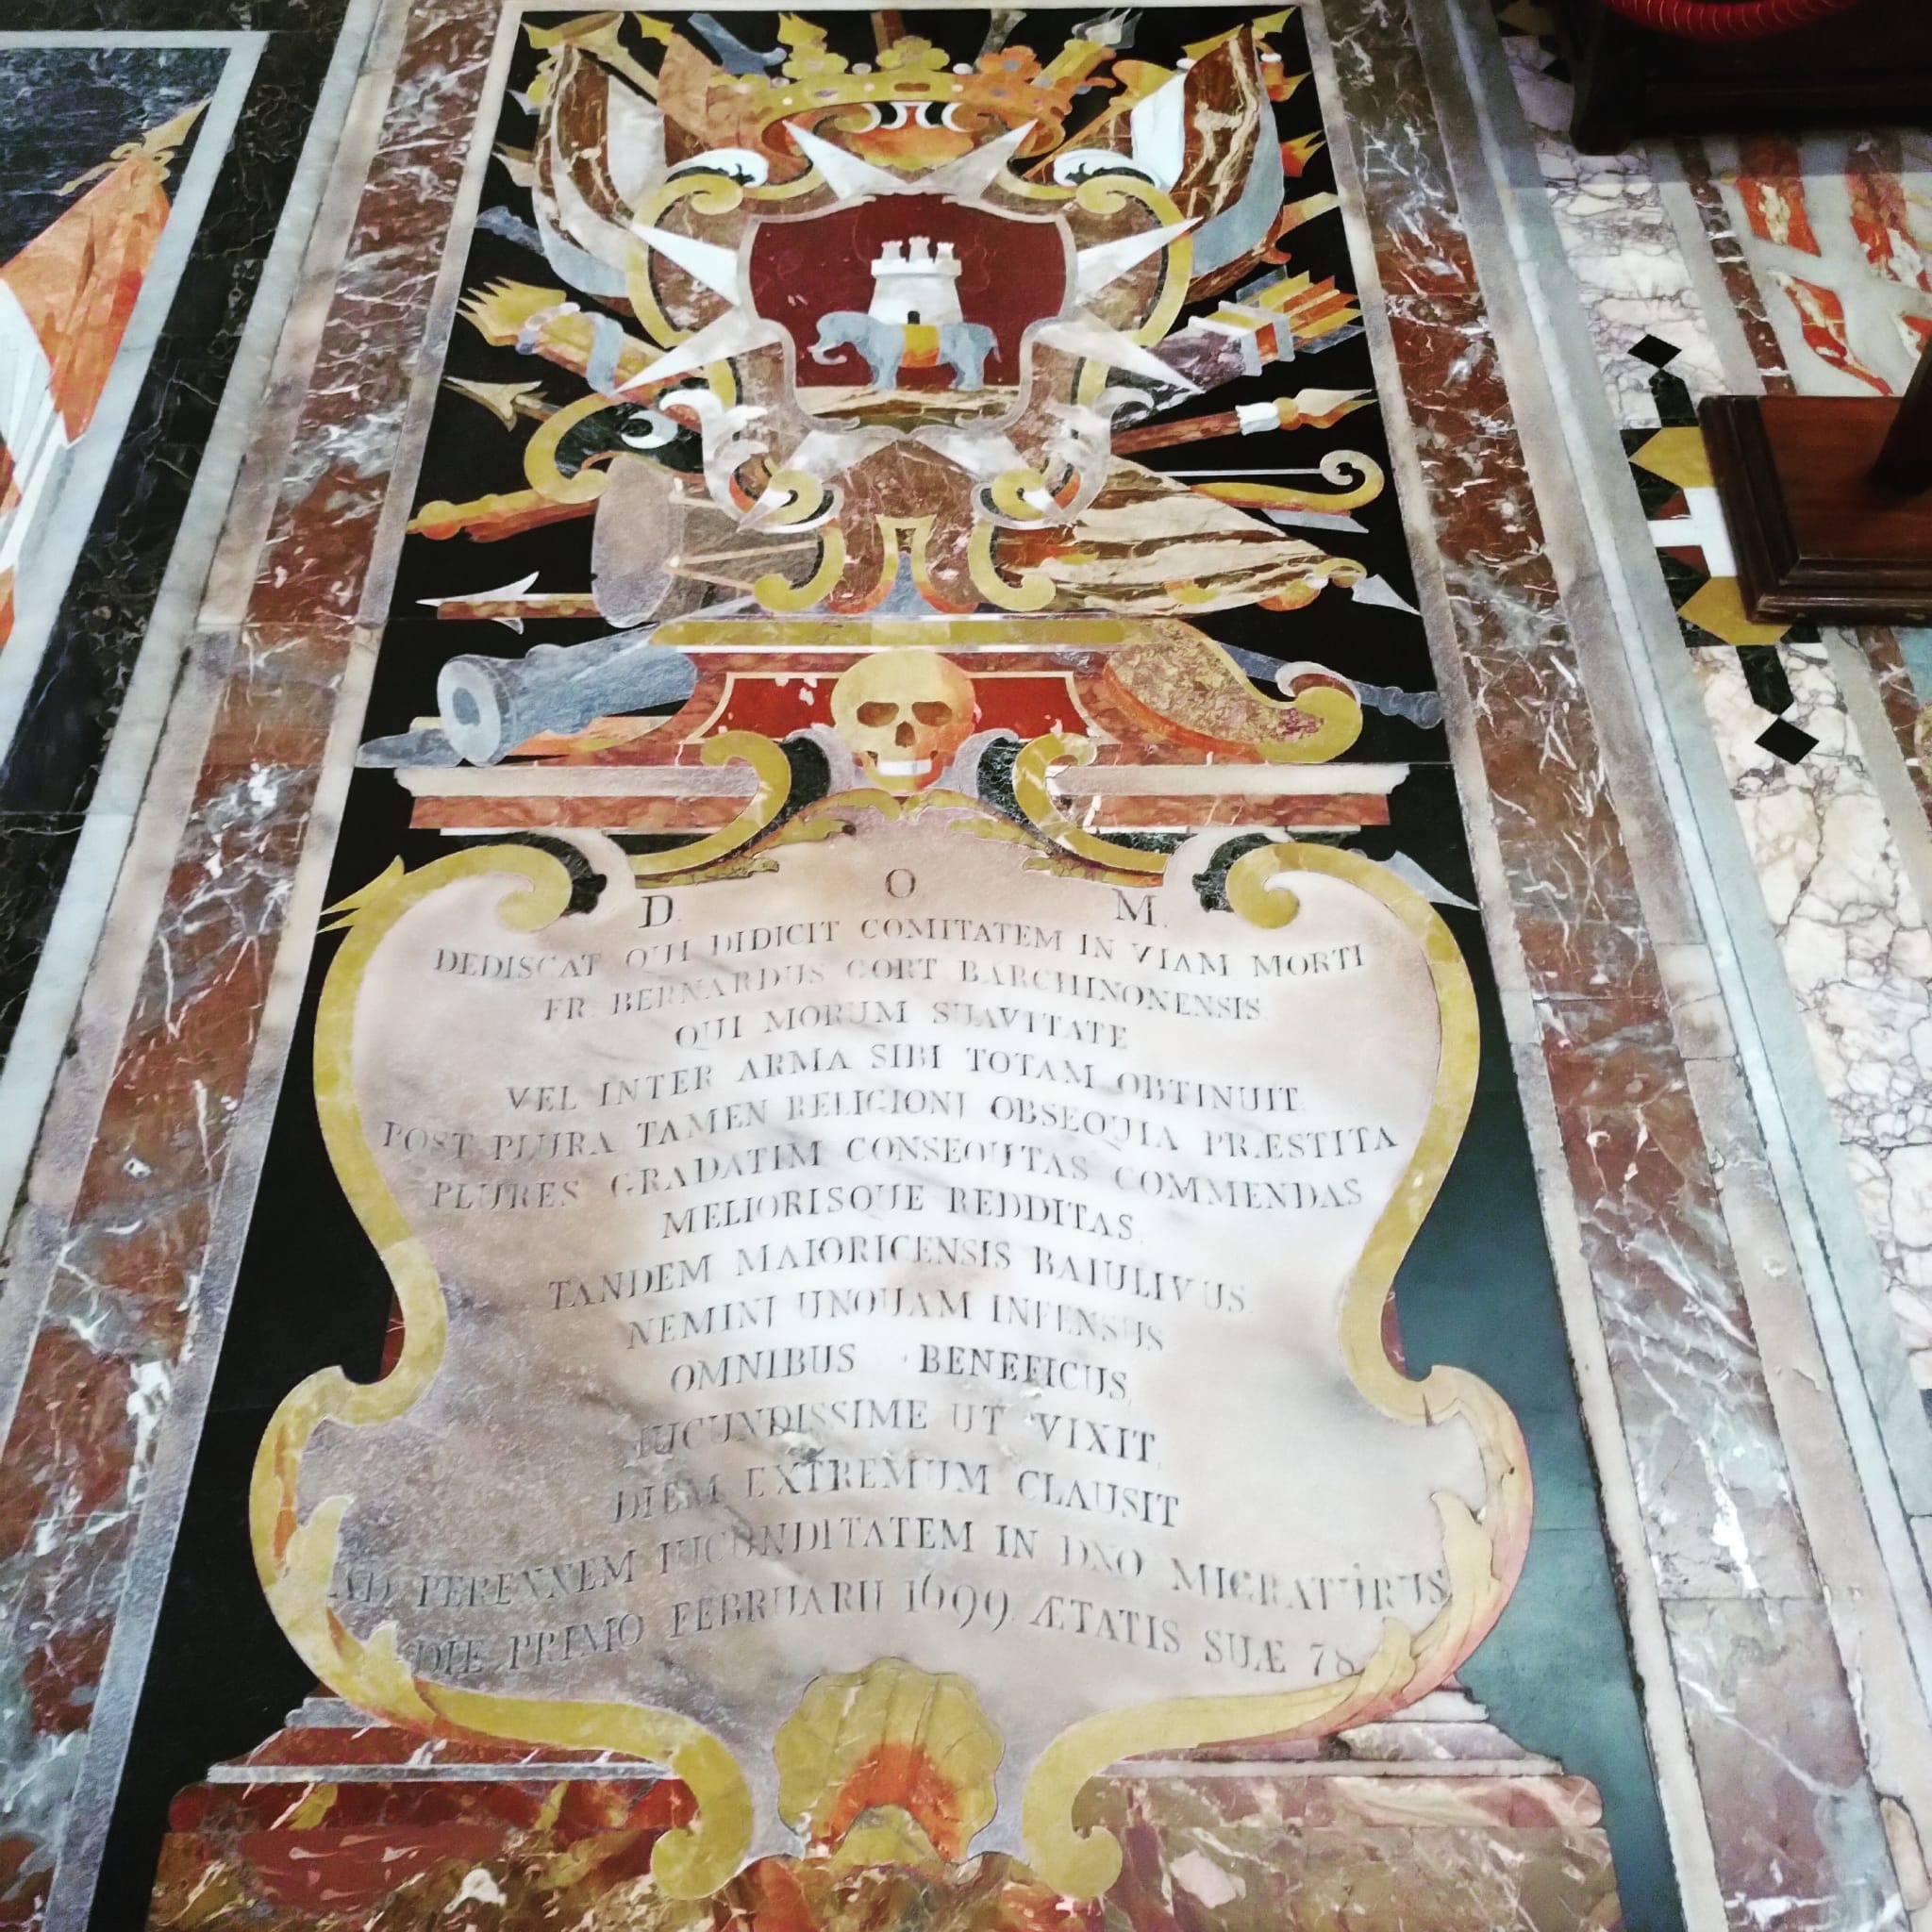 D. O M.
DEDISCAT QUI DIDICIT COMITATEM IN VIAM MORTI
FR. BERNARDUS CORT BARCHINONENSIS
QUI MORUM SUAVITATE
VEL INTER ARMA SIBI TOTAM OBTINUIT.
POST PLURA TAMEN RELIGIONI OBSEQUIA PRÆSTITA
PLURES GRADATIM CONSEQUTAS COMMENDAS
MELIORISQUE REDDITAS.
TANDEM MAIORICENSIS BAIULIVUS.
NEMINI UNQUAM INFENSUS
OMNIBUS BENEFICUS,
IUCUNDISSIME UT VIXIT,
DIEM EXTREMUM CLAUSIT
AD PERENNEM IUCUNDITATEM IN DNO MIGRATURUS
DIE PRIMO FEBRUARII 1699. ÆTATIS SUÆ 78